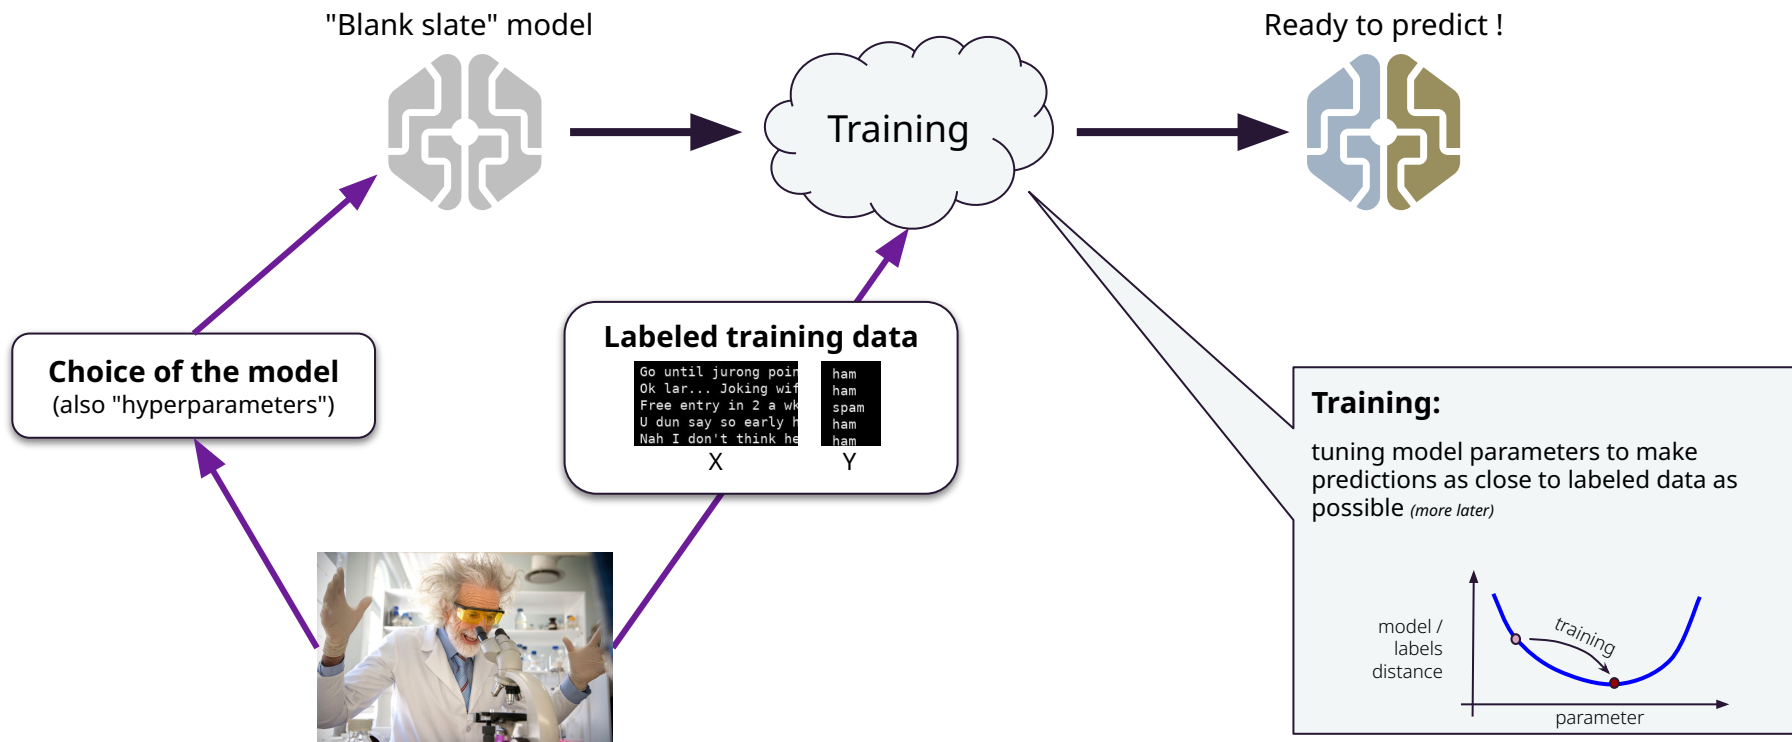 "Blank slate" model
Training
Ready to predict !
Choice of the model
(also "hyperparameters")
Labeled training data
Go until jurong poin
Ok lar... Joking wif
Free entry in 2 a wk
U dun say so early h
Nah I don't think he
ham
ham
spam
ham
ham
X
Y
Training:
tuning model parameters to make
predictions as close to labeled data as
possible (more later)
model /
labels
distance
training
parameter